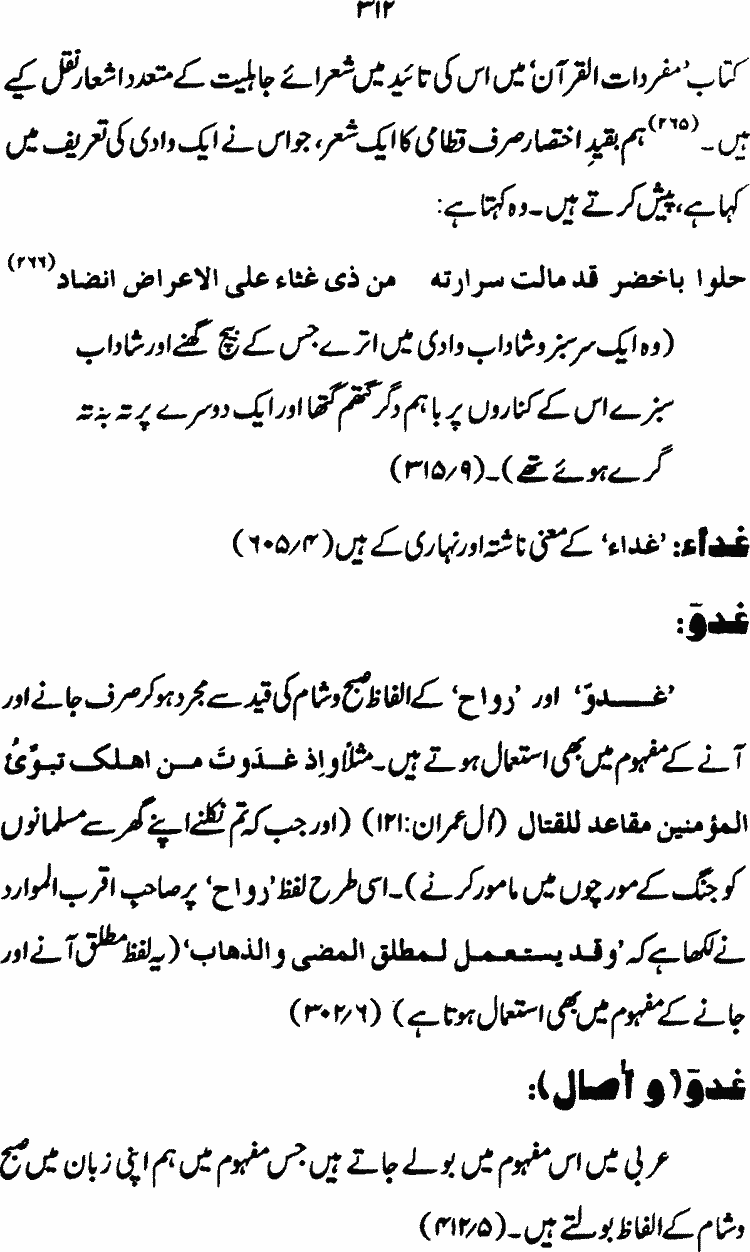 ۳۱۲
کتاب ’مفردات القرآن‘ میں اس کی تائید میں شعرائے جاہلیت کے متعدد اشعار نقل کیے
ہیں۔(۲۶۵) ہم بقیدِ اختصار صرف قطامی کا ایک شعر، جو اس نے ایک وادی کی تعریف میں
کہا ہے، پیش کرتے ہیں۔ وہ کہتا ہے:
حلوا باخضر قد مالت سرارته من ذی غثاء علی الاعراض انضاد(۲۶۶)
(وہ ایک سرسبز و شاداب وادی میں اترے جس کے بیچ گھنے اور شاداب
سبزے اس کے کناروں پر باہم دگر گتھم گتھا اور ایک دوسرے پر تہ بہ تہ
گرے ہوئے تھے)۔(۳۱۵/۹)
غدآء: ’غداء‘ کے معنی ناشتہ اور نہاری کے ہیں (۶۰۵/۴)
غدوّ:
’غدوّ‘ اور ’رواح‘ کے الفاظ صبح و شام کی قید سے مجرد ہو کر صرف جانے اور
آنے کے مفہوم میں بھی استعمال ہوتے ہیں۔ مثلاً واِذ غدَوتَ من اهلک تبوّیُٔ
المؤمنین مقاعد للقتال (اٰل عمران:۱۲۱) (اور جب کہ تم نکلنے اپنے گھر سے مسلمانوں
کو جنگ کے مورچوں میں مامور کرنے)۔ اسی طرح لفظ ’رواح‘ پر صاحبِ اقرب الموارد
نے لکھا ہے کہ ’وقد یستعمل لمطلق المضی والذهاب‘ (یہ لفظ مطلق آنے اور
جانے کے مفہوم میں بھی استعمال ہوتا ہے) (۳۰۲/۶)
غدوّ (و اٰصال):
عربی میں اس مفہوم میں بولے جاتے ہیں جس مفہوم میں ہم اپنی زبان میں صبح
و شام کے الفاظ بولتے ہیں۔(۴۱۲/۵)